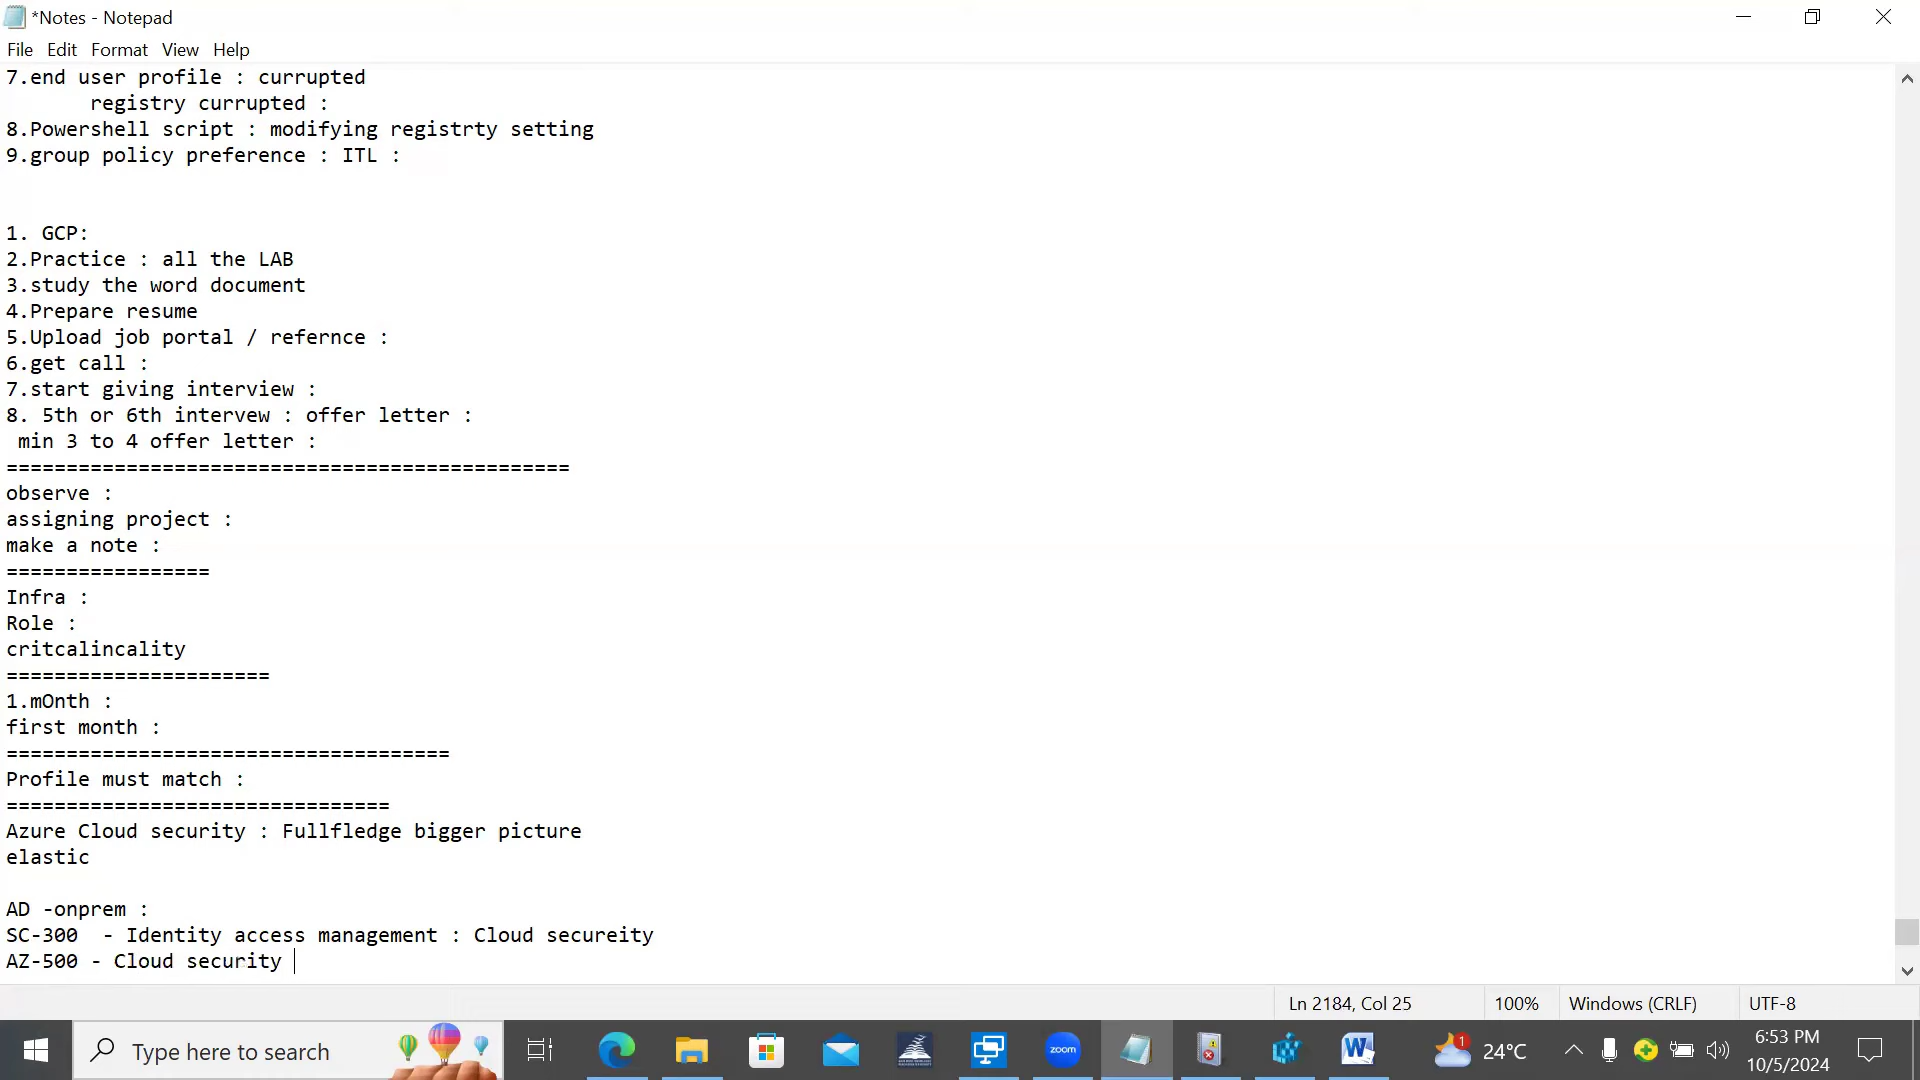 *Notes - Notepad
File Edit Format View Help
7.end user profile : currupted
registry currupted :
8.Powershell script : modifying registrty setting
9.group policy preference : ITL :
1. GCP:
2.Practice : all the LAB
3.study the word document
4.Prepare resume
5.Upload job portal / refernce :
6.get call :
7.start giving interview :
8. 5th or 6th intervew : offer letter :
min 3 to 4 offer letter :
===============================================
observe :
assigning project :
make a note :
=================
Infra :
Role :
critcalincality
======================
1.mOnth :
first month :
=====================================
Profile must match :
================================
Azure Cloud security : Fullfledge bigger picture
elastic
AD -onprem :
SC-300  - Identity access management : Cloud secureity
AZ-500 - Cloud security
Ln 2184, Col 25 100% Windows (CRLF) UTF-8
Type here to search zoom 1 24°C 6:53 PM
10/5/2024